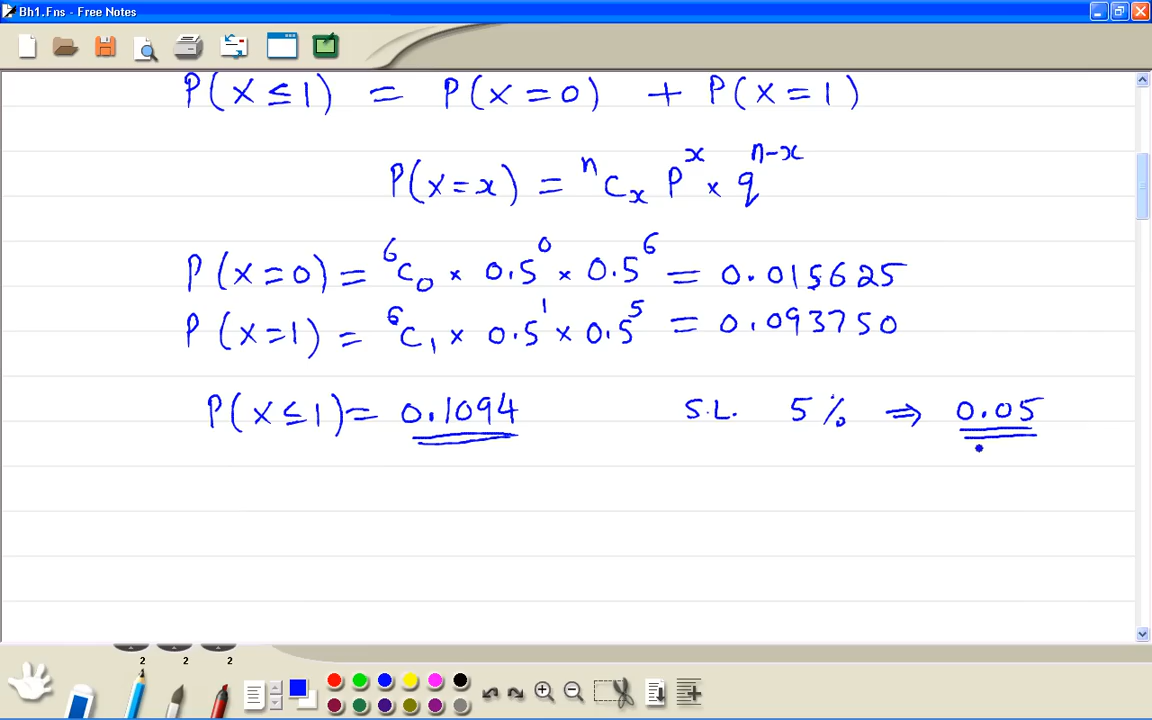 Bh1.Fns - Free Notes
P(X ≤ 1) = P(X = 0) + P(X = 1)
P(X = x) = ⁿCₓ Pˣ × qⁿ⁻ˣ
P(X = 0) = ⁶C₀ × 0.5⁰ × 0.5⁶ = 0.015625
P(X = 1) = ⁶C₁ × 0.5¹ × 0.5⁵ = 0.093750
P(X ≤ 1) = 0.1094 S.L. 5% ⇒ 0.05
2 2 2